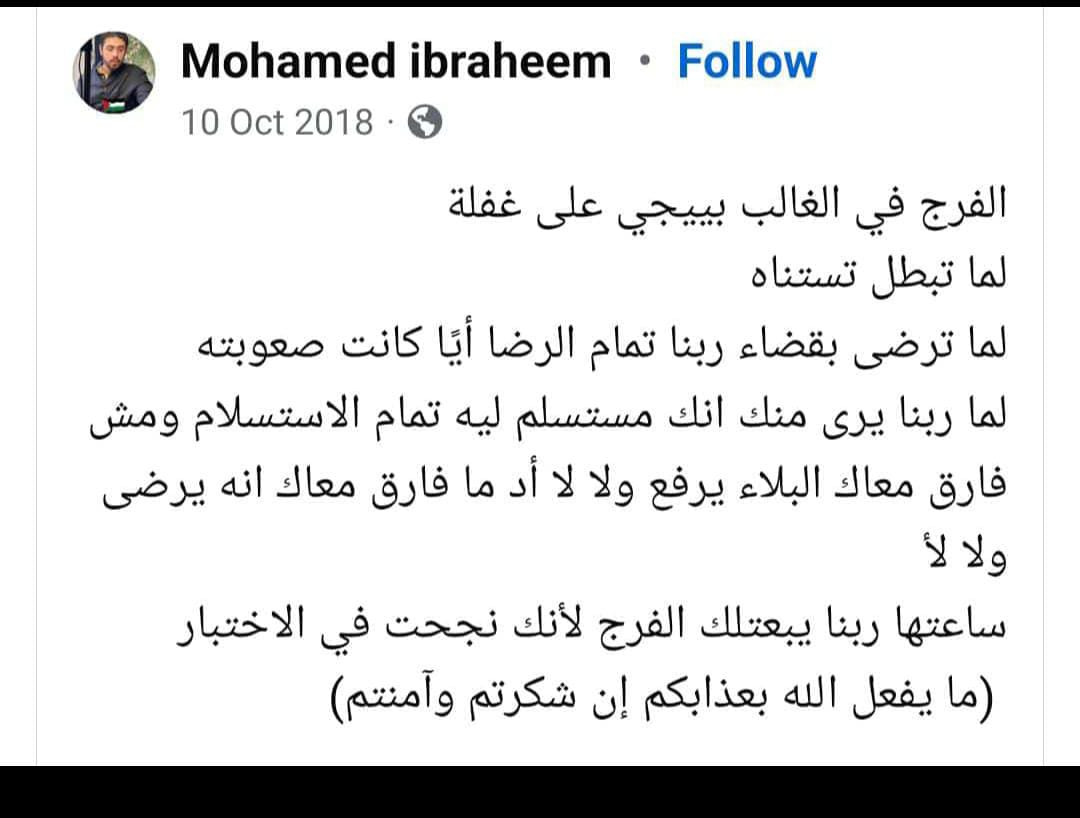 Mohamed ibraheem · Follow
10 Oct 2018 ·
الفرج في الغالب بييجي على غفلة
لما تبطل تستناه
لما ترضى بقضاء ربنا تمام الرضا أيًا كانت صعوبته
لما ربنا يرى منك انك مستسلم ليه تمام الاستسلام ومش
فارق معاك البلاء يرفع ولا لا أد ما فارق معاك انه يرضى
ولا لأ
ساعتها ربنا يبعتلك الفرج لأنك نجحت في الاختبار
(ما يفعل الله بعذابكم إن شكرتم وآمنتم)